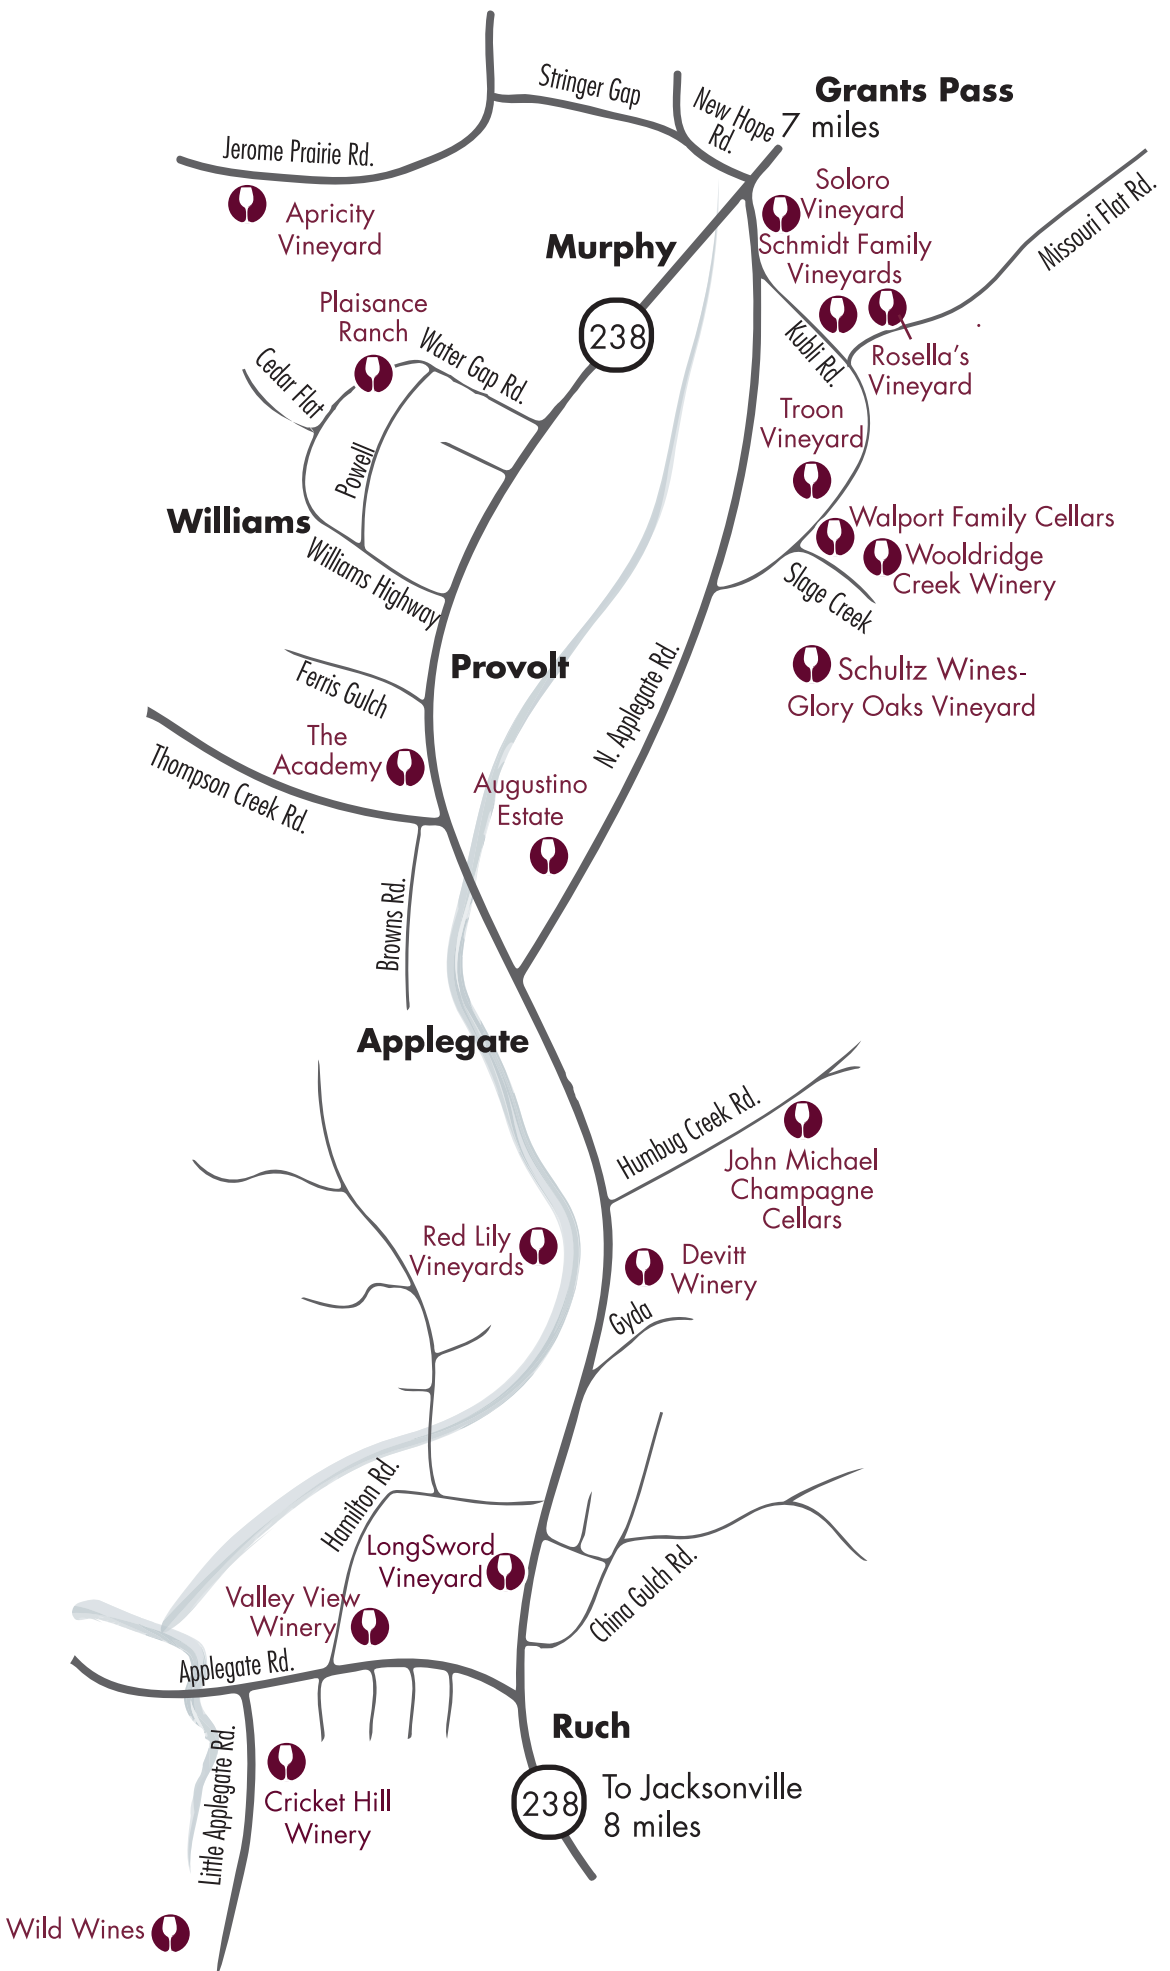 Grants Pass
7 miles
Stringer Gap
New Hope
Rd.
Jerome Prairie Rd.
Apricity
Vineyard
Soloro
Vineyard
Missouri Flat Rd.
Murphy
Schmidt Family
Vineyards
Plaisance
Ranch
238
Water Gap Rd.
Kubli Rd.
Rosella's
Vineyard
Cedar Flat
Troon
Vineyard
Powell
Williams
Walport Family Cellars
Williams Highway
Wooldridge
Creek Winery
Slage Creek
Provolt
Schultz Wines-
Glory Oaks Vineyard
Ferris Gulch
N. Applegate Rd.
The
Academy
Thompson Creek Rd.
Augustino
Estate
Browns Rd.
Applegate
Humbug Creek Rd.
John Michael
Champagne
Cellars
Red Lily
Vineyards
Devitt
Winery
Gyda
Hamilton Rd.
LongSword
Vineyard
China Gulch Rd.
Valley View
Winery
Applegate Rd.
Ruch
Little Applegate Rd.
238
To Jacksonville
8 miles
Cricket Hill
Winery
Wild Wines